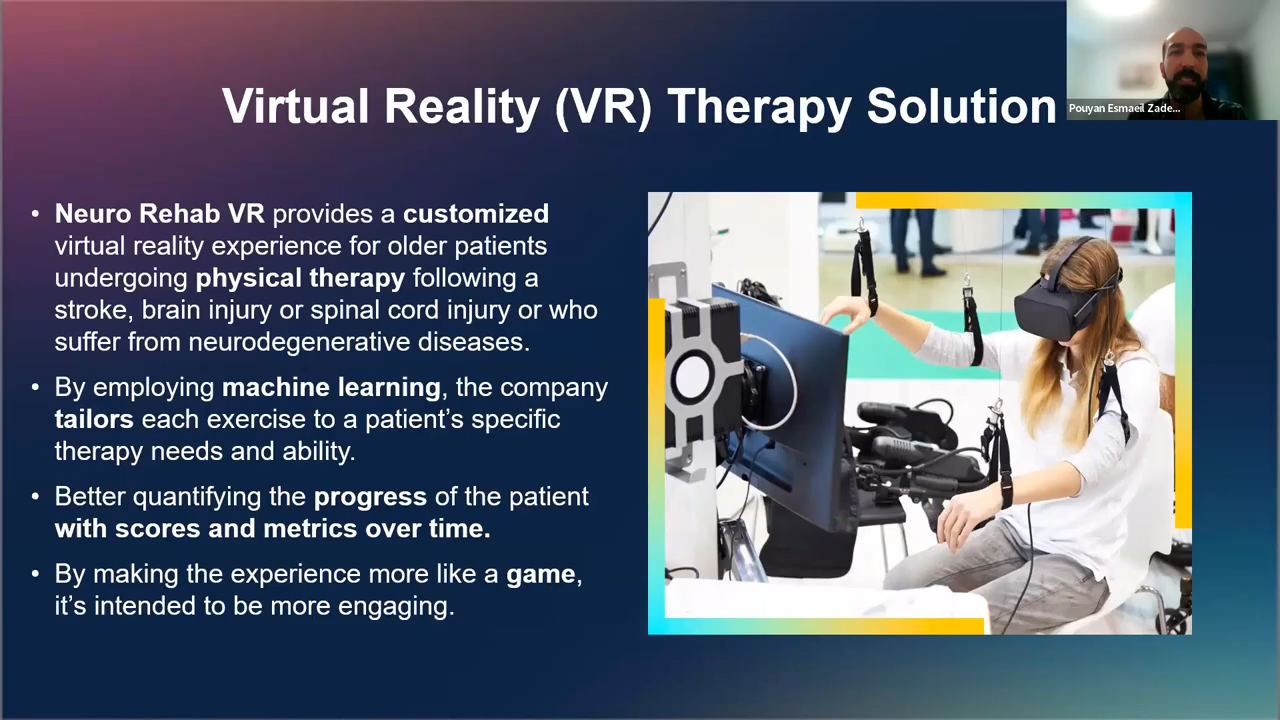 Virtual Reality (VR) Therapy Solution
Pouyan Esmaeil Zade...
• Neuro Rehab VR provides a customized
virtual reality experience for older patients
undergoing physical therapy following a
stroke, brain injury or spinal cord injury or who
suffer from neurodegenerative diseases.
• By employing machine learning, the company
tailors each exercise to a patient’s specific
therapy needs and ability.
• Better quantifying the progress of the patient
with scores and metrics over time.
• By making the experience more like a game,
it’s intended to be more engaging.